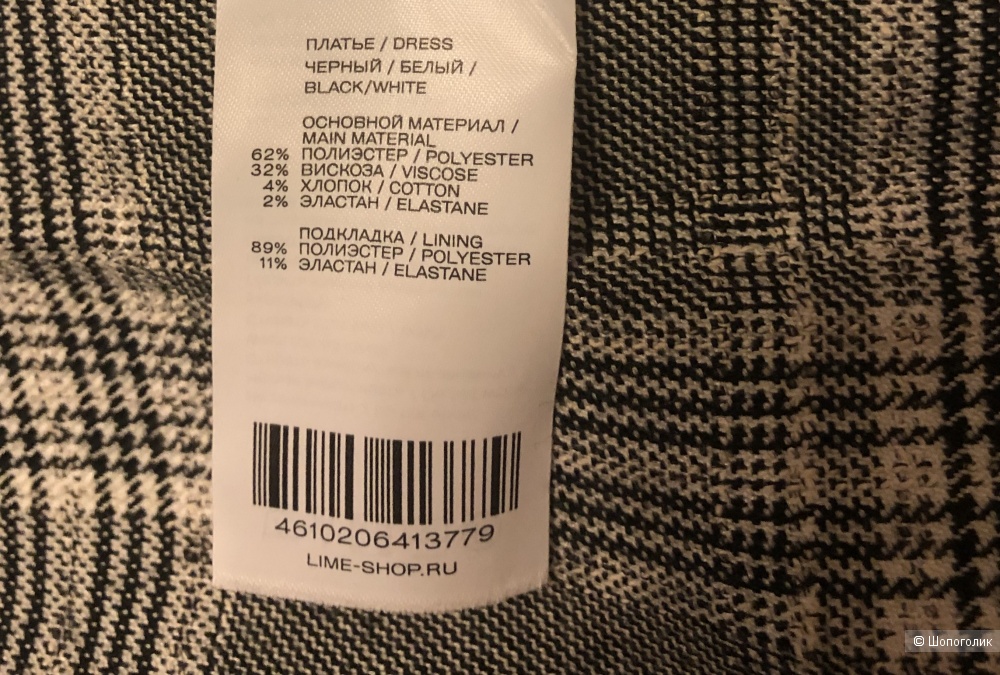 ПЛАТЬЕ / DRESS
ЧЕРНЫЙ / БЕЛЫЙ /
BLACK/WHITE
ОСНОВНОЙ МАТЕРИАЛ /
MAIN MATERIAL
62% ПОЛИЭСТЕР / POLYESTER
32% ВИСКОЗА / VISCOSE
4% ХЛОПОК / COTTON
2% ЭЛАСТАН / ELASTANE
ПОДКЛАДКА / LINING
89% ПОЛИЭСТЕР / POLYESTER
11% ЭЛАСТАН / ELASTANE
4610206413779
LIME-SHOP.RU
© Шопоголик